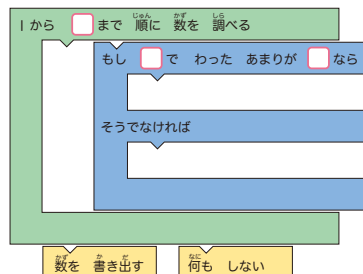 1から □まで 順に 数を 調べる
もし □で わった あまりが □なら
そうでなければ
数を 書き出す 何も しない